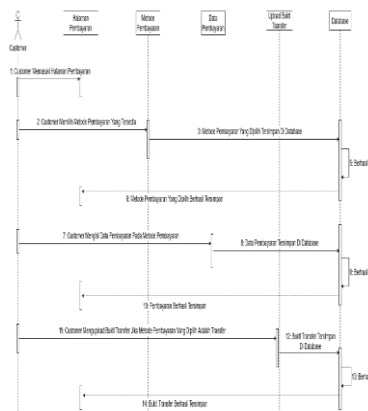 Halaman
Pembayaran
Metode
Pembayaran
Data
Pembayaran
Upload Bukti
Transfer
Database
Customer
1: Customer Memasuki Halaman Pembayaran
2: Customer Memilih Metode Pembayaran Yang Tersedia
3: Metode Pembayaran Yang Dipilih Tersimpan Di Database
5: Berhasil
6: Metode Pembayaran Yang Dipilih Berhasil Tersimpan
7: Customer Mengisi Data Pembayaran Pada Metode Pembayaran
8: Data Pembayaran Tersimpan Di Database
9: Berhasil
10: Pembayaran Berhasil Tersimpan
11: Customer Mengupload Bukti Transfer Jika Metode Pembayaran Yang Dipilih Adalah Transfer
12: Bukti Transfer Tersimpan
Di Database
13: Berha
14: Bukti Transfer Berhasil Tersimpan